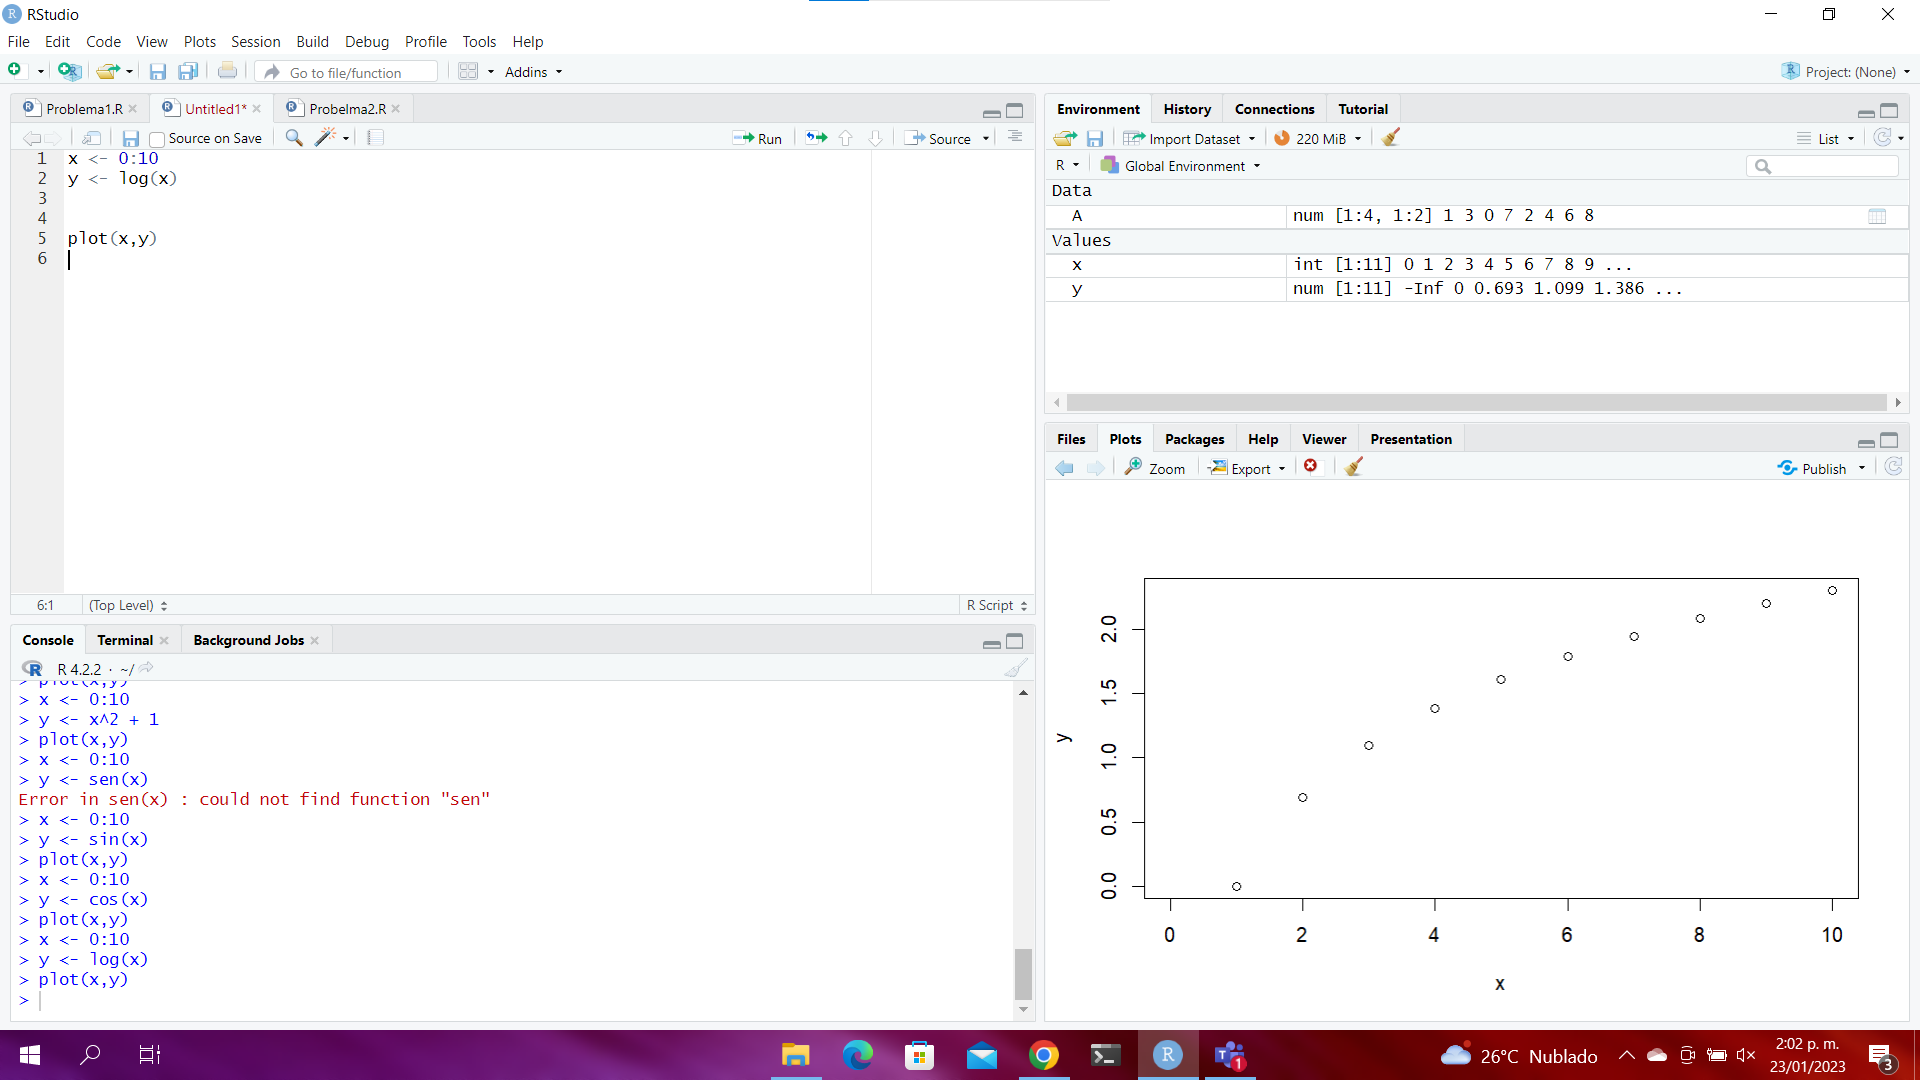 RStudio
File Edit Code View Plots Session Build Debug Profile Tools Help
Go to file/function Addins Project: (None)
Problema1.R Untitled1* Probelma2.R
Source on Save Run Source
1 x <- 0:10
2 y <- log(x)
3
4
5 plot(x,y)
6
6:1 (Top Level) R Script
Console Terminal Background Jobs
R 4.2.2 · ~/
> plot(x,y)
> x <- 0:10
> y <- x^2 + 1
> plot(x,y)
> x <- 0:10
> y <- sen(x)
Error in sen(x) : could not find function "sen"
> x <- 0:10
> y <- sin(x)
> plot(x,y)
> x <- 0:10
> y <- cos(x)
> plot(x,y)
> x <- 0:10
> y <- log(x)
> plot(x,y)
>
Environment History Connections Tutorial
Import Dataset 220 MiB List
R Global Environment
Data
A num [1:4, 1:2] 1 3 0 7 2 4 6 8
Values
x int [1:11] 0 1 2 3 4 5 6 7 8 9 ...
y num [1:11] -Inf 0 0.693 1.099 1.386 ...
Files Plots Packages Help Viewer Presentation
Zoom Export Publish
2.0
1.5
1.0
0.5
0.0
y
0 2 4 6 8 10
x
26°C Nublado
2:02 p. m.
23/01/2023
1
3